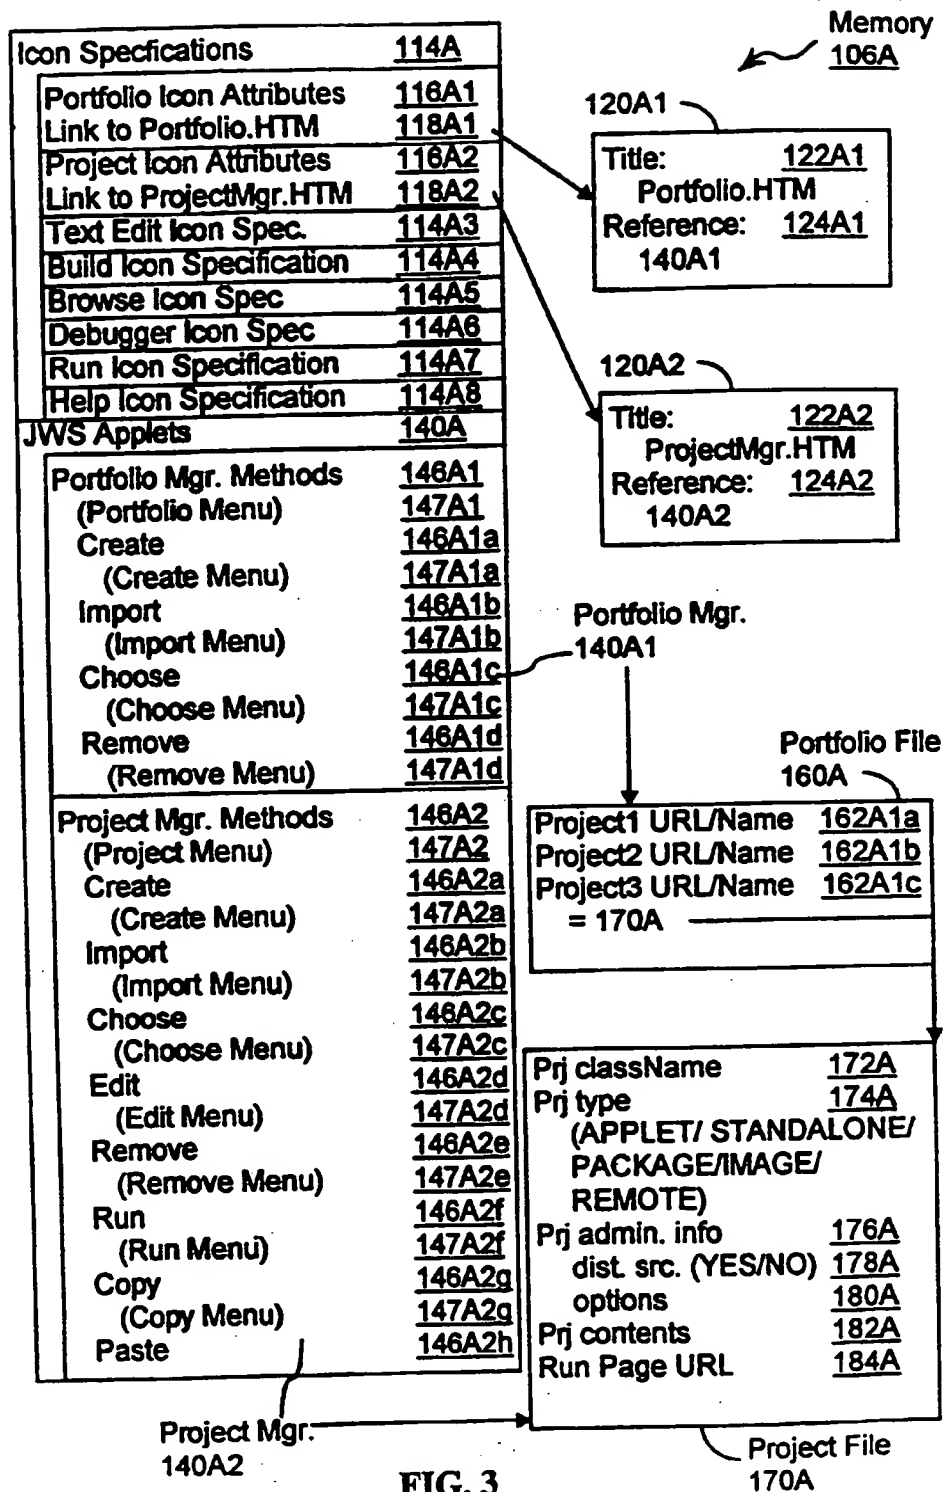 Memory
106A
Icon Specfications 114A
Portfolio Icon Attributes 116A1
Link to Portfolio.HTM 118A1
Project Icon Attributes 116A2
Link to ProjectMgr.HTM 118A2
Text Edit Icon Spec. 114A3
Build Icon Specification 114A4
Browse Icon Spec 114A5
Debugger Icon Spec 114A6
Run Icon Specification 114A7
Help Icon Specification 114A8
JWS Applets 140A
Portfolio Mgr. Methods 146A1
(Portfolio Menu) 147A1
Create 146A1a
(Create Menu) 147A1a
Import 146A1b
(Import Menu) 147A1b
Choose 146A1c
(Choose Menu) 147A1c
Remove 146A1d
(Remove Menu) 147A1d
Project Mgr. Methods 146A2
(Project Menu) 147A2
Create 146A2a
(Create Menu) 147A2a
Import 146A2b
(Import Menu) 147A2b
Choose 146A2c
(Choose Menu) 147A2c
Edit 146A2d
(Edit Menu) 147A2d
Remove 146A2e
(Remove Menu) 147A2e
Run 146A2f
(Run Menu) 147A2f
Copy 146A2g
(Copy Menu) 147A2g
Paste 146A2h
Project Mgr.
140A2
120A1
Title: 122A1
Portfolio.HTM
Reference: 124A1
140A1
120A2
Title: 122A2
ProjectMgr.HTM
Reference: 124A2
140A2
Portfolio Mgr.
140A1
Portfolio File
160A
Project1 URL/Name 162A1a
Project2 URL/Name 162A1b
Project3 URL/Name 162A1c
= 170A
Prj className 172A
Prj type 174A
(APPLET/ STANDALONE/
PACKAGE/IMAGE/
REMOTE)
Prj admin. info 176A
dist. src. (YES/NO) 178A
options 180A
Prj contents 182A
Run Page URL 184A
Project File
170A
FIG. 3